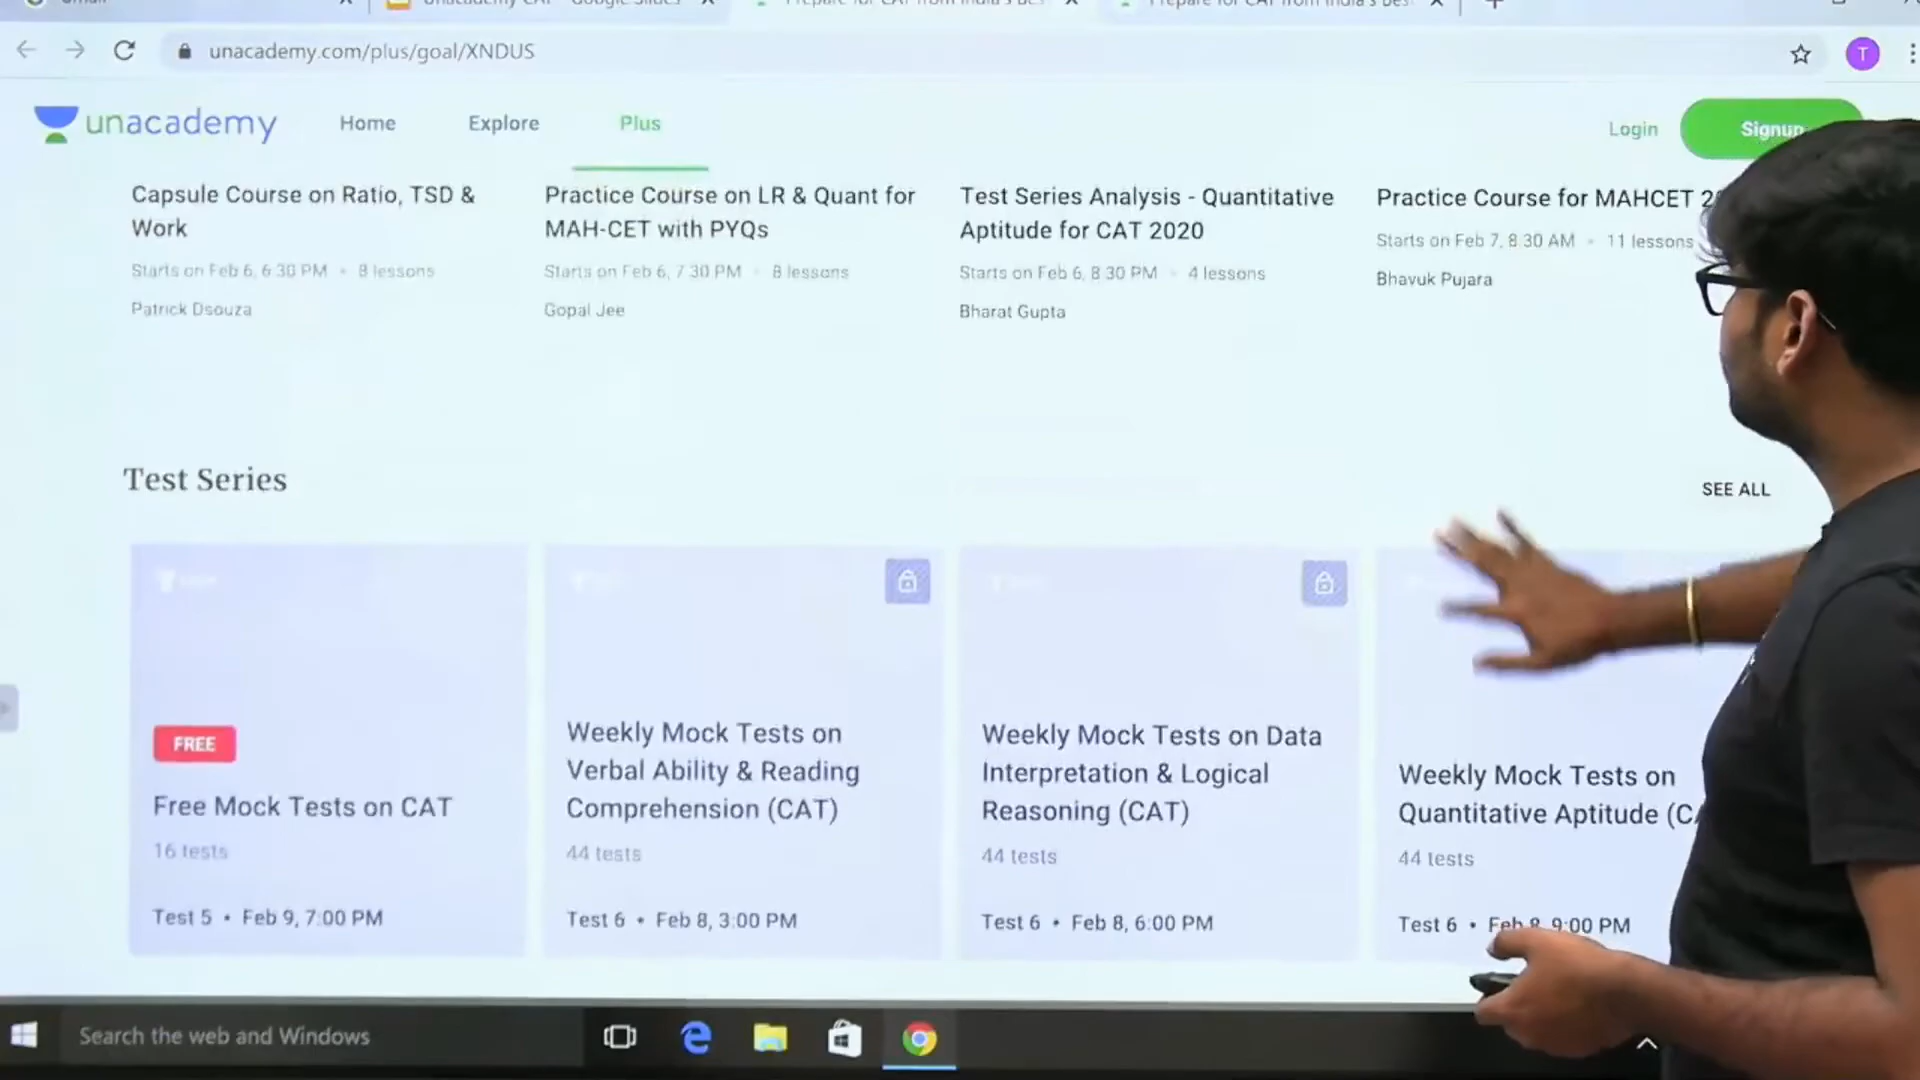 unacademy.com/plus/goal/XNDUS
T
unacademy
Home
Explore
Plus
Login
Signup
Capsule Course on Ratio, TSD &
Work
Starts on Feb 6, 6:30 PM • 8 lessons
Patrick Dsouza
Practice Course on LR & Quant for
MAH-CET with PYQs
Starts on Feb 6, 7:30 PM • 8 lessons
Gopal Jee
Test Series Analysis - Quantitative
Aptitude for CAT 2020
Starts on Feb 6, 8:30 PM • 4 lessons
Bharat Gupta
Practice Course for MAHCET
Starts on Feb 7, 8:30 AM • 11 lessons
Bhavuk Pujara
Test Series
SEE ALL
FREE
Free Mock Tests on CAT
16 tests
Test 5 • Feb 9, 7:00 PM
Weekly Mock Tests on
Verbal Ability & Reading
Comprehension (CAT)
44 tests
Test 6 • Feb 8, 3:00 PM
Weekly Mock Tests on Data
Interpretation & Logical
Reasoning (CAT)
44 tests
Test 6 • Feb 8, 6:00 PM
Weekly Mock Tests on
Quantitative Aptitude
44 tests
Test 6 • Feb 8, 9:00 PM
Search the web and Windows